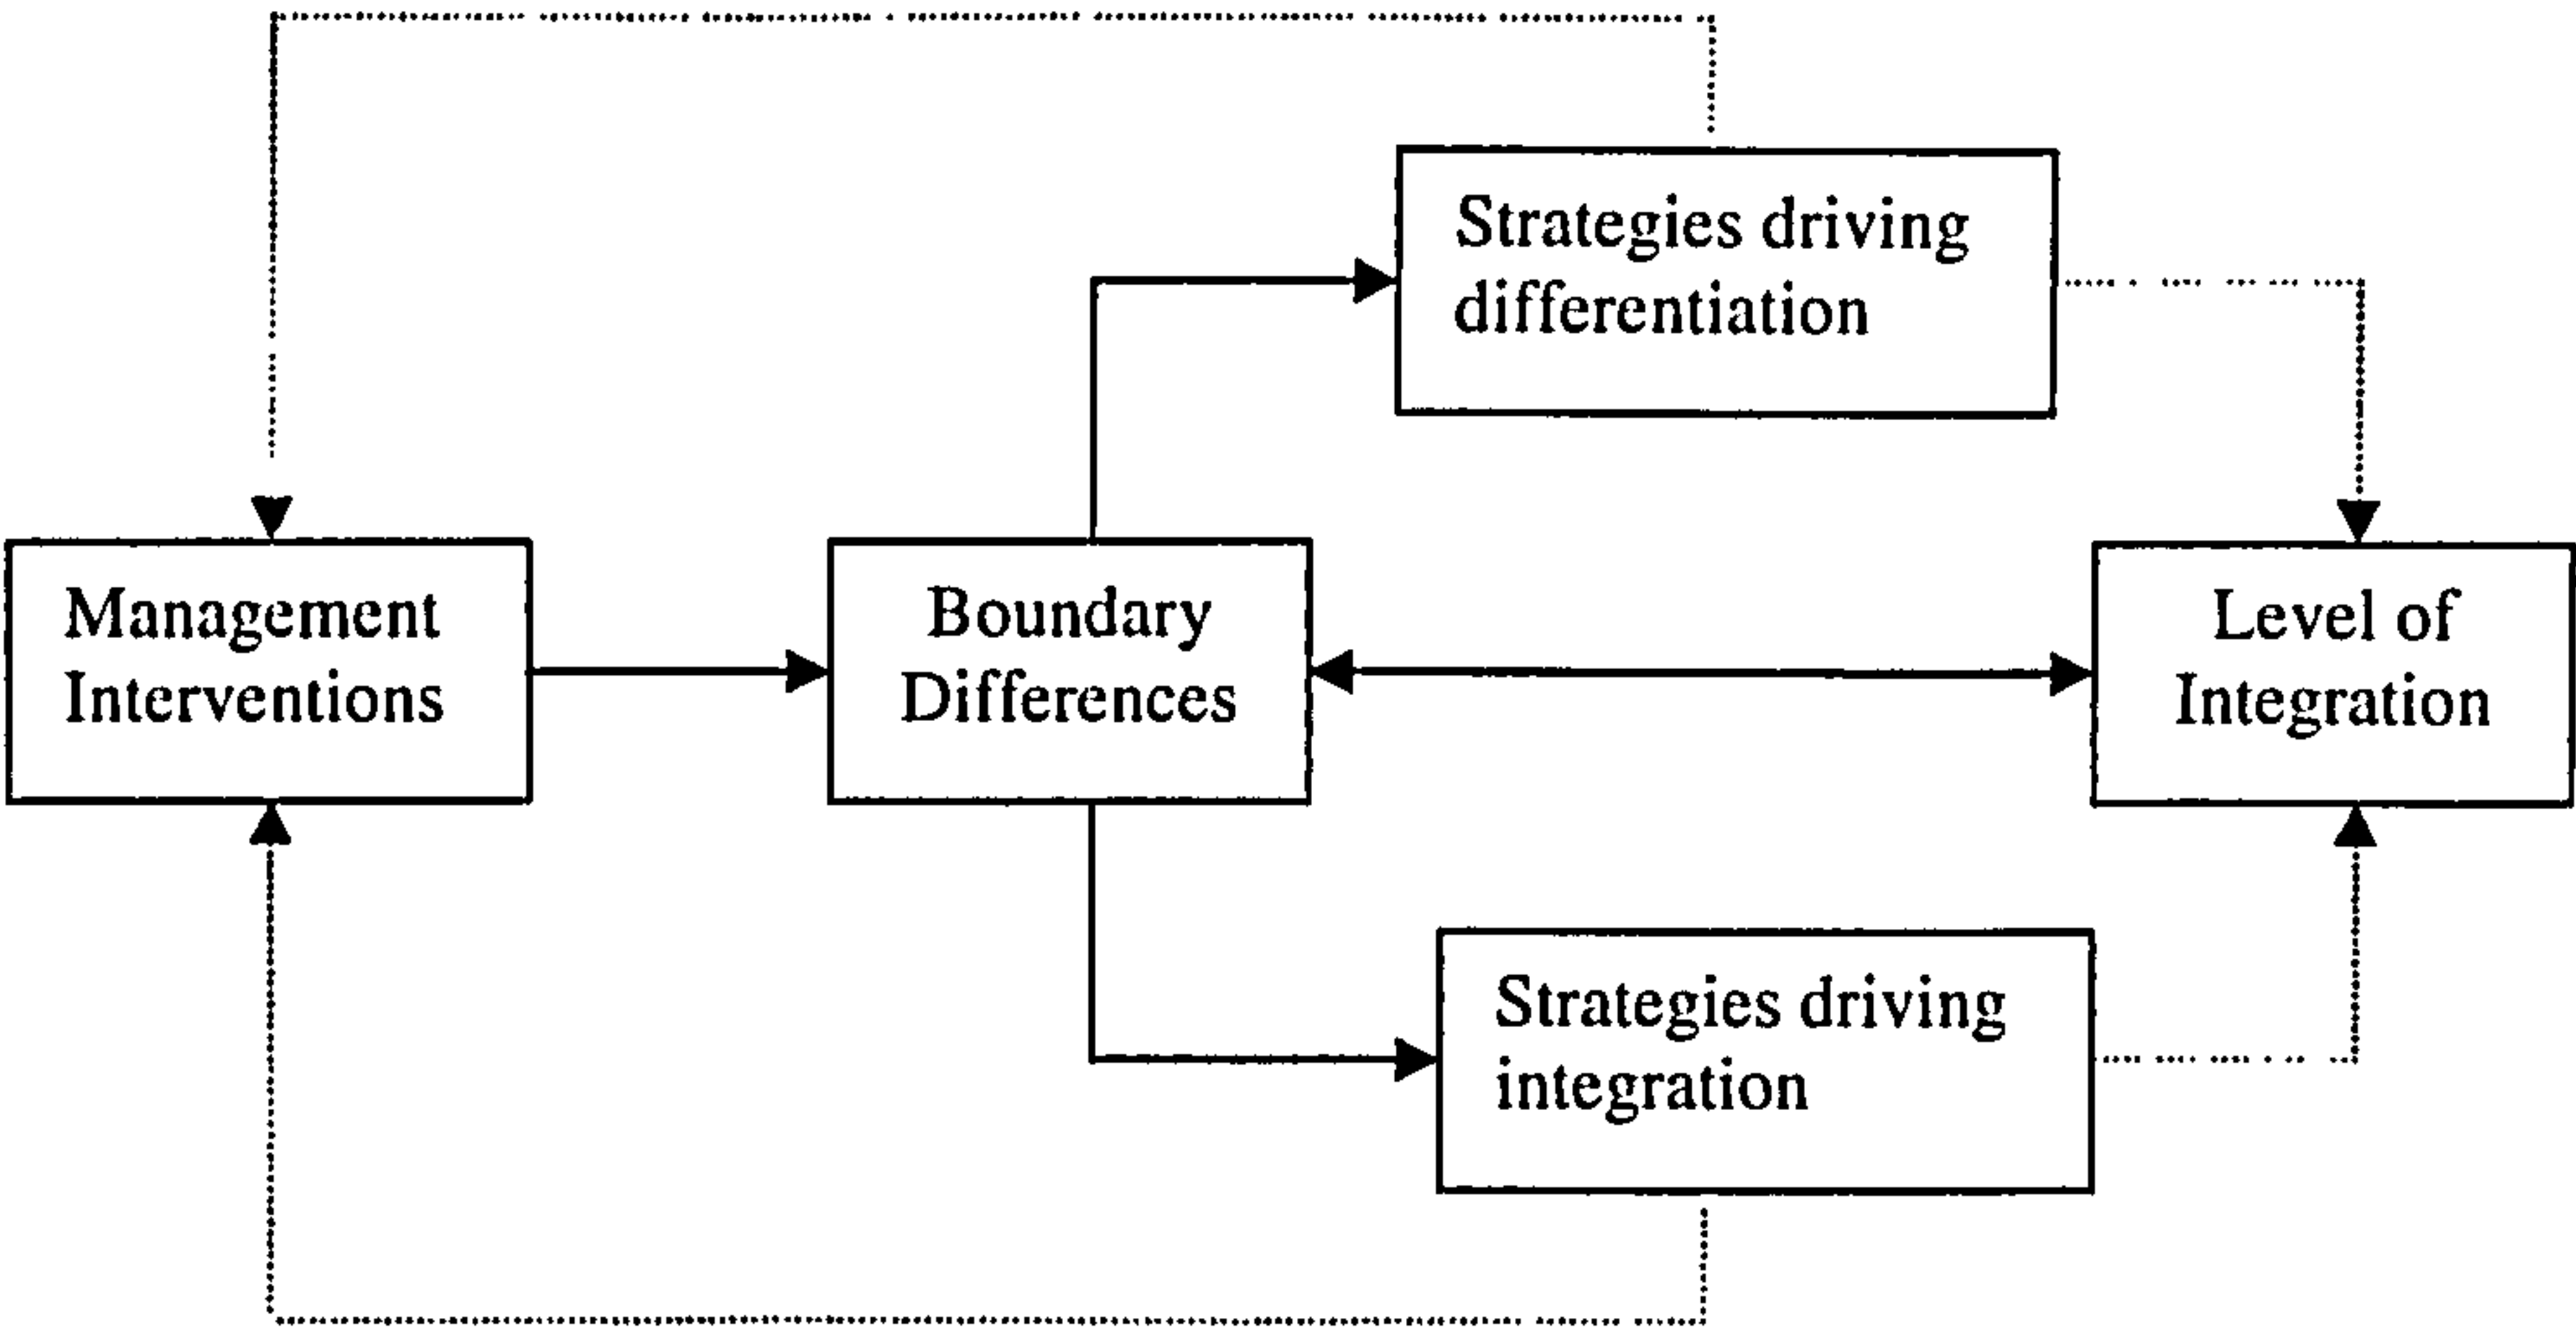 Strategies driving
differentiation
Management
Interventions
Boundary
Differences
Level of
Integration
Strategies driving
integration